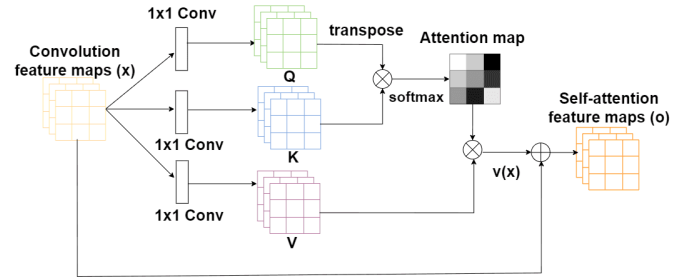 1x1 Conv
transpose
Convolution
feature maps (x)
Q
Attention map
softmax
Self-attention
feature maps (o)
1x1 Conv
K
v(x)
1x1 Conv
V